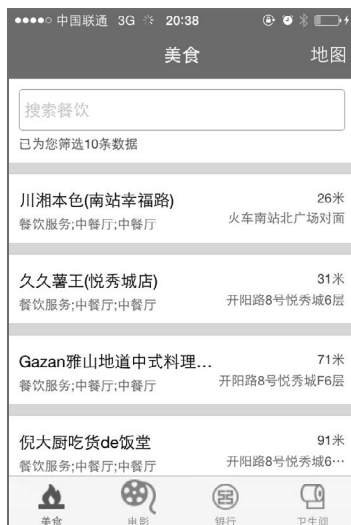 中国联通 3G 20:38
美食 地图
搜索餐饮
已为您筛选10条数据
川湘本色(南站幸福路) 26米
餐饮服务;中餐厅;中餐厅 火车南站北广场对面
久久薯王(悦秀城店) 31米
餐饮服务;中餐厅;中餐厅 开阳路8号悦秀城6层
Gazan雅山地道中式料理... 71米
餐饮服务;中餐厅;中餐厅 开阳路8号悦秀城F6层
倪大厨吃货de饭堂 91米
餐饮服务;中餐厅;中餐厅 开阳路8号悦秀城6…
美食 电影 银行 卫生间